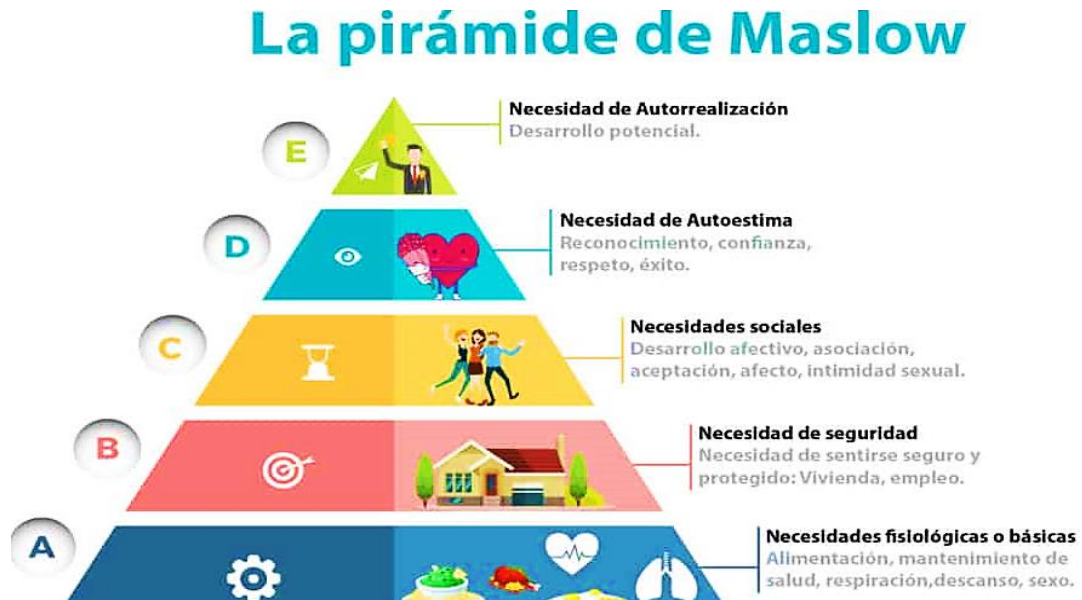 La pirámide de Maslow
E
Necesidad de Autorrealización
Desarrollo potencial.
D
Necesidad de Autoestima
Reconocimiento, confianza,
respeto, éxito.
C
Necesidades sociales
Desarrollo afectivo, asociación,
aceptación, afecto, intimidad sexual.
B
Necesidad de seguridad
Necesidad de sentirse seguro y
protegido: Vivienda, empleo.
A
Necesidades fisiológicas o básicas
Alimentación, mantenimiento de
salud, respiración,descanso, sexo.